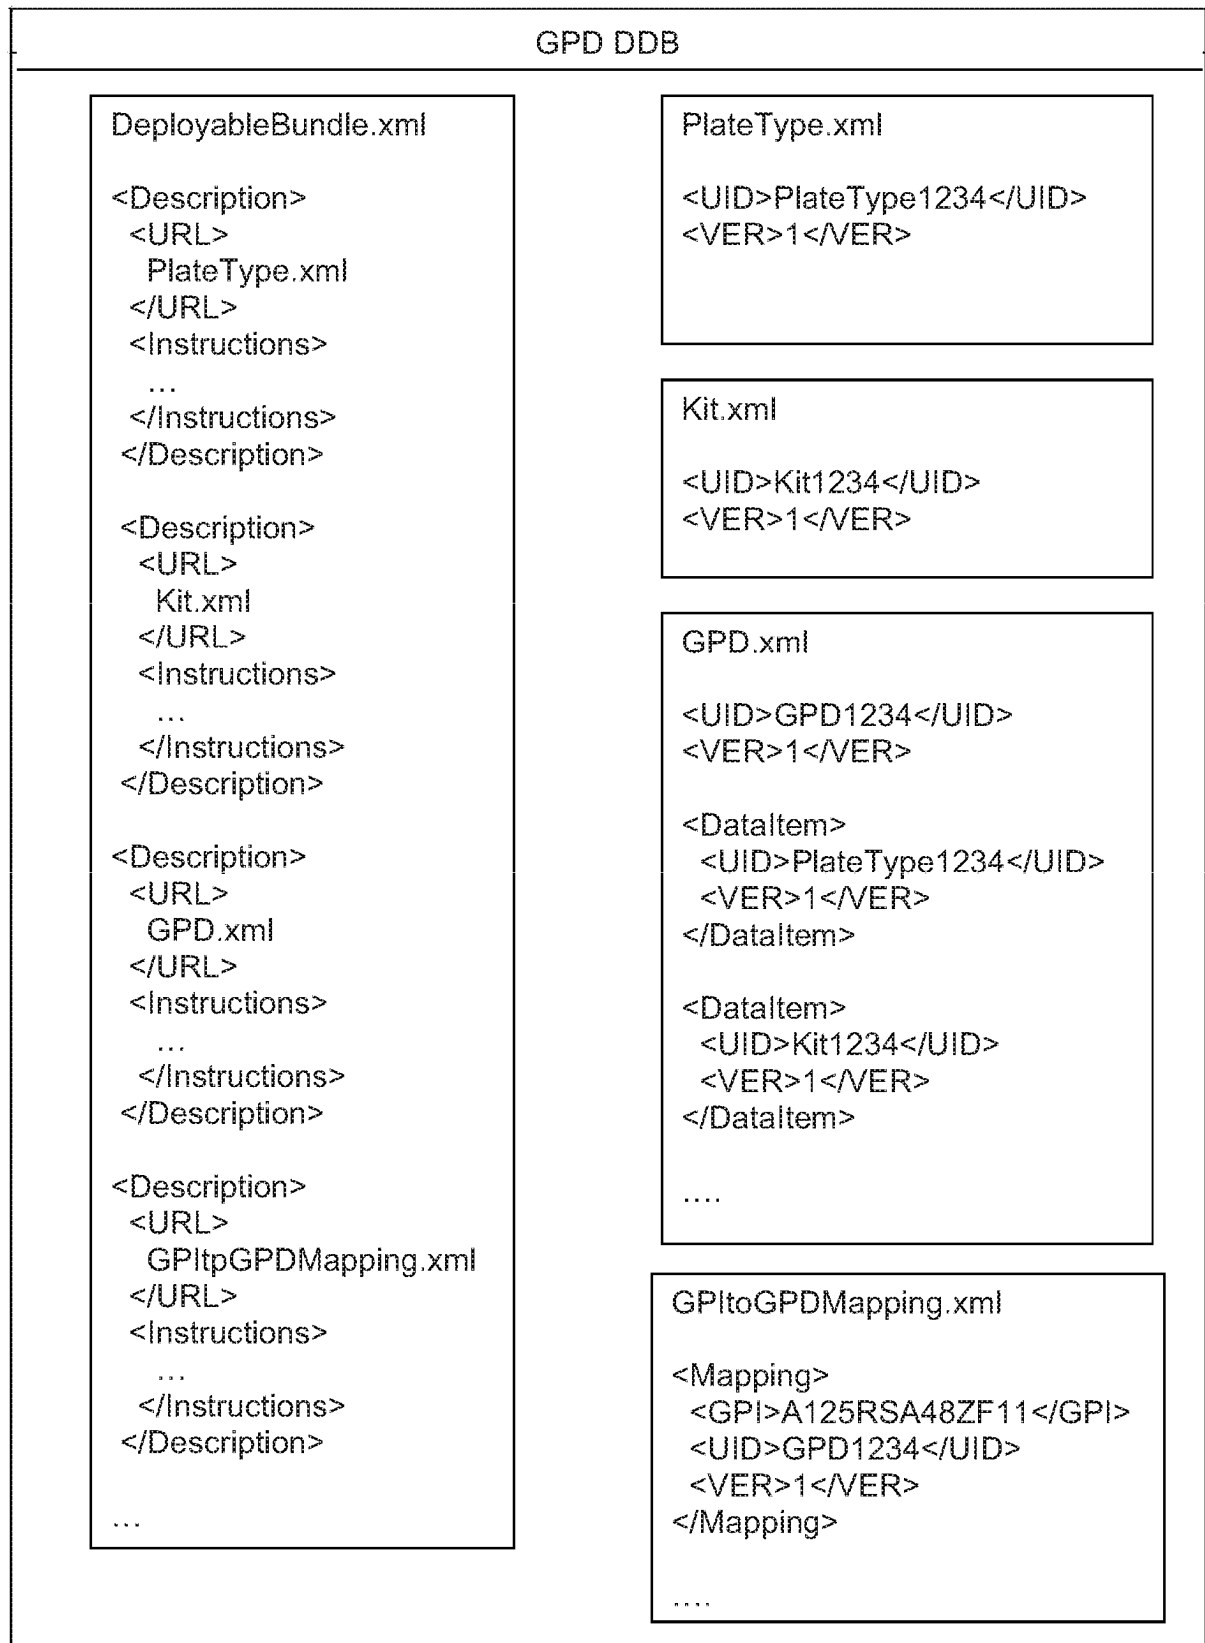 GPD DDB
DeployableBundle.xml
<Description>
<URL>
PlateType.xml
</URL>
<Instructions>
...
</Instructions>
</Description>
<Description>
<URL>
Kit.xml
</URL>
<Instructions>
...
</Instructions>
</Description>
<Description>
<URL>
GPD.xml
</URL>
<Instructions>
...
</Instructions>
</Description>
<Description>
<URL>
GPItpGPDMapping.xml
</URL>
<Instructions>
...
</Instructions>
</Description>
...
PlateType.xml
<UID>PlateType1234</UID>
<VER>1</VER>
Kit.xml
<UID>Kit1234</UID>
<VER>1</VER>
GPD.xml
<UID>GPD1234</UID>
<VER>1</VER>
<DataItem>
<UID>PlateType1234</UID>
<VER>1</VER>
</DataItem>
<DataItem>
<UID>Kit1234</UID>
<VER>1</VER>
</DataItem>
....
GPItoGPDMapping.xml
<Mapping>
<GPI>A125RSA48ZF11</GPI>
<UID>GPD1234</UID>
<VER>1</VER>
</Mapping>
....